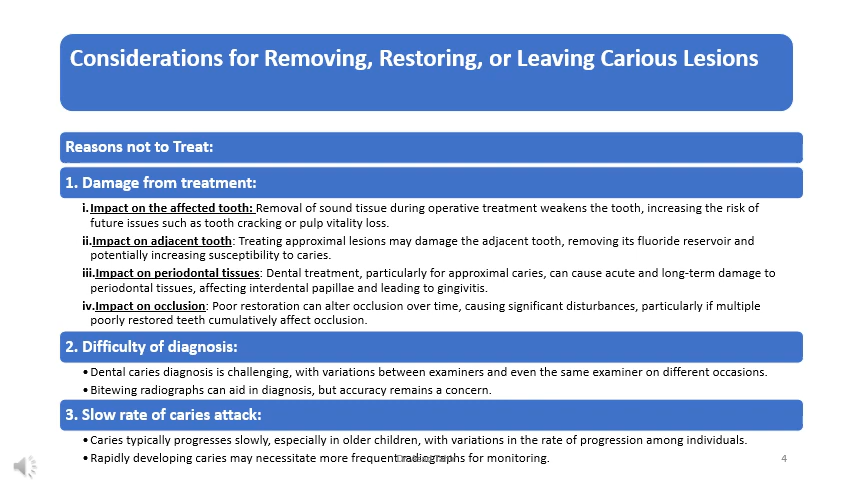 Considerations for Removing, Restoring, or Leaving Carious Lesions
Reasons not to Treat:
1. Damage from treatment:
i.Impact on the affected tooth: Removal of sound tissue during operative treatment weakens the tooth, increasing the risk of
future issues such as tooth cracking or pulp vitality loss.
ii.Impact on adjacent tooth: Treating approximal lesions may damage the adjacent tooth, removing its fluoride reservoir and
potentially increasing susceptibility to caries.
iii.Impact on periodontal tissues: Dental treatment, particularly for approximal caries, can cause acute and long-term damage to
periodontal tissues, affecting interdental papillae and leading to gingivitis.
iv.Impact on occlusion: Poor restoration can alter occlusion over time, causing significant disturbances, particularly if multiple
poorly restored teeth cumulatively affect occlusion.
2. Difficulty of diagnosis:
•Dental caries diagnosis is challenging, with variations between examiners and even the same examiner on different occasions.
•Bitewing radiographs can aid in diagnosis, but accuracy remains a concern.
3. Slow rate of caries attack:
•Caries typically progresses slowly, especially in older children, with variations in the rate of progression among individuals.
•Rapidly developing caries may necessitate more frequent radiographs for monitoring.
4